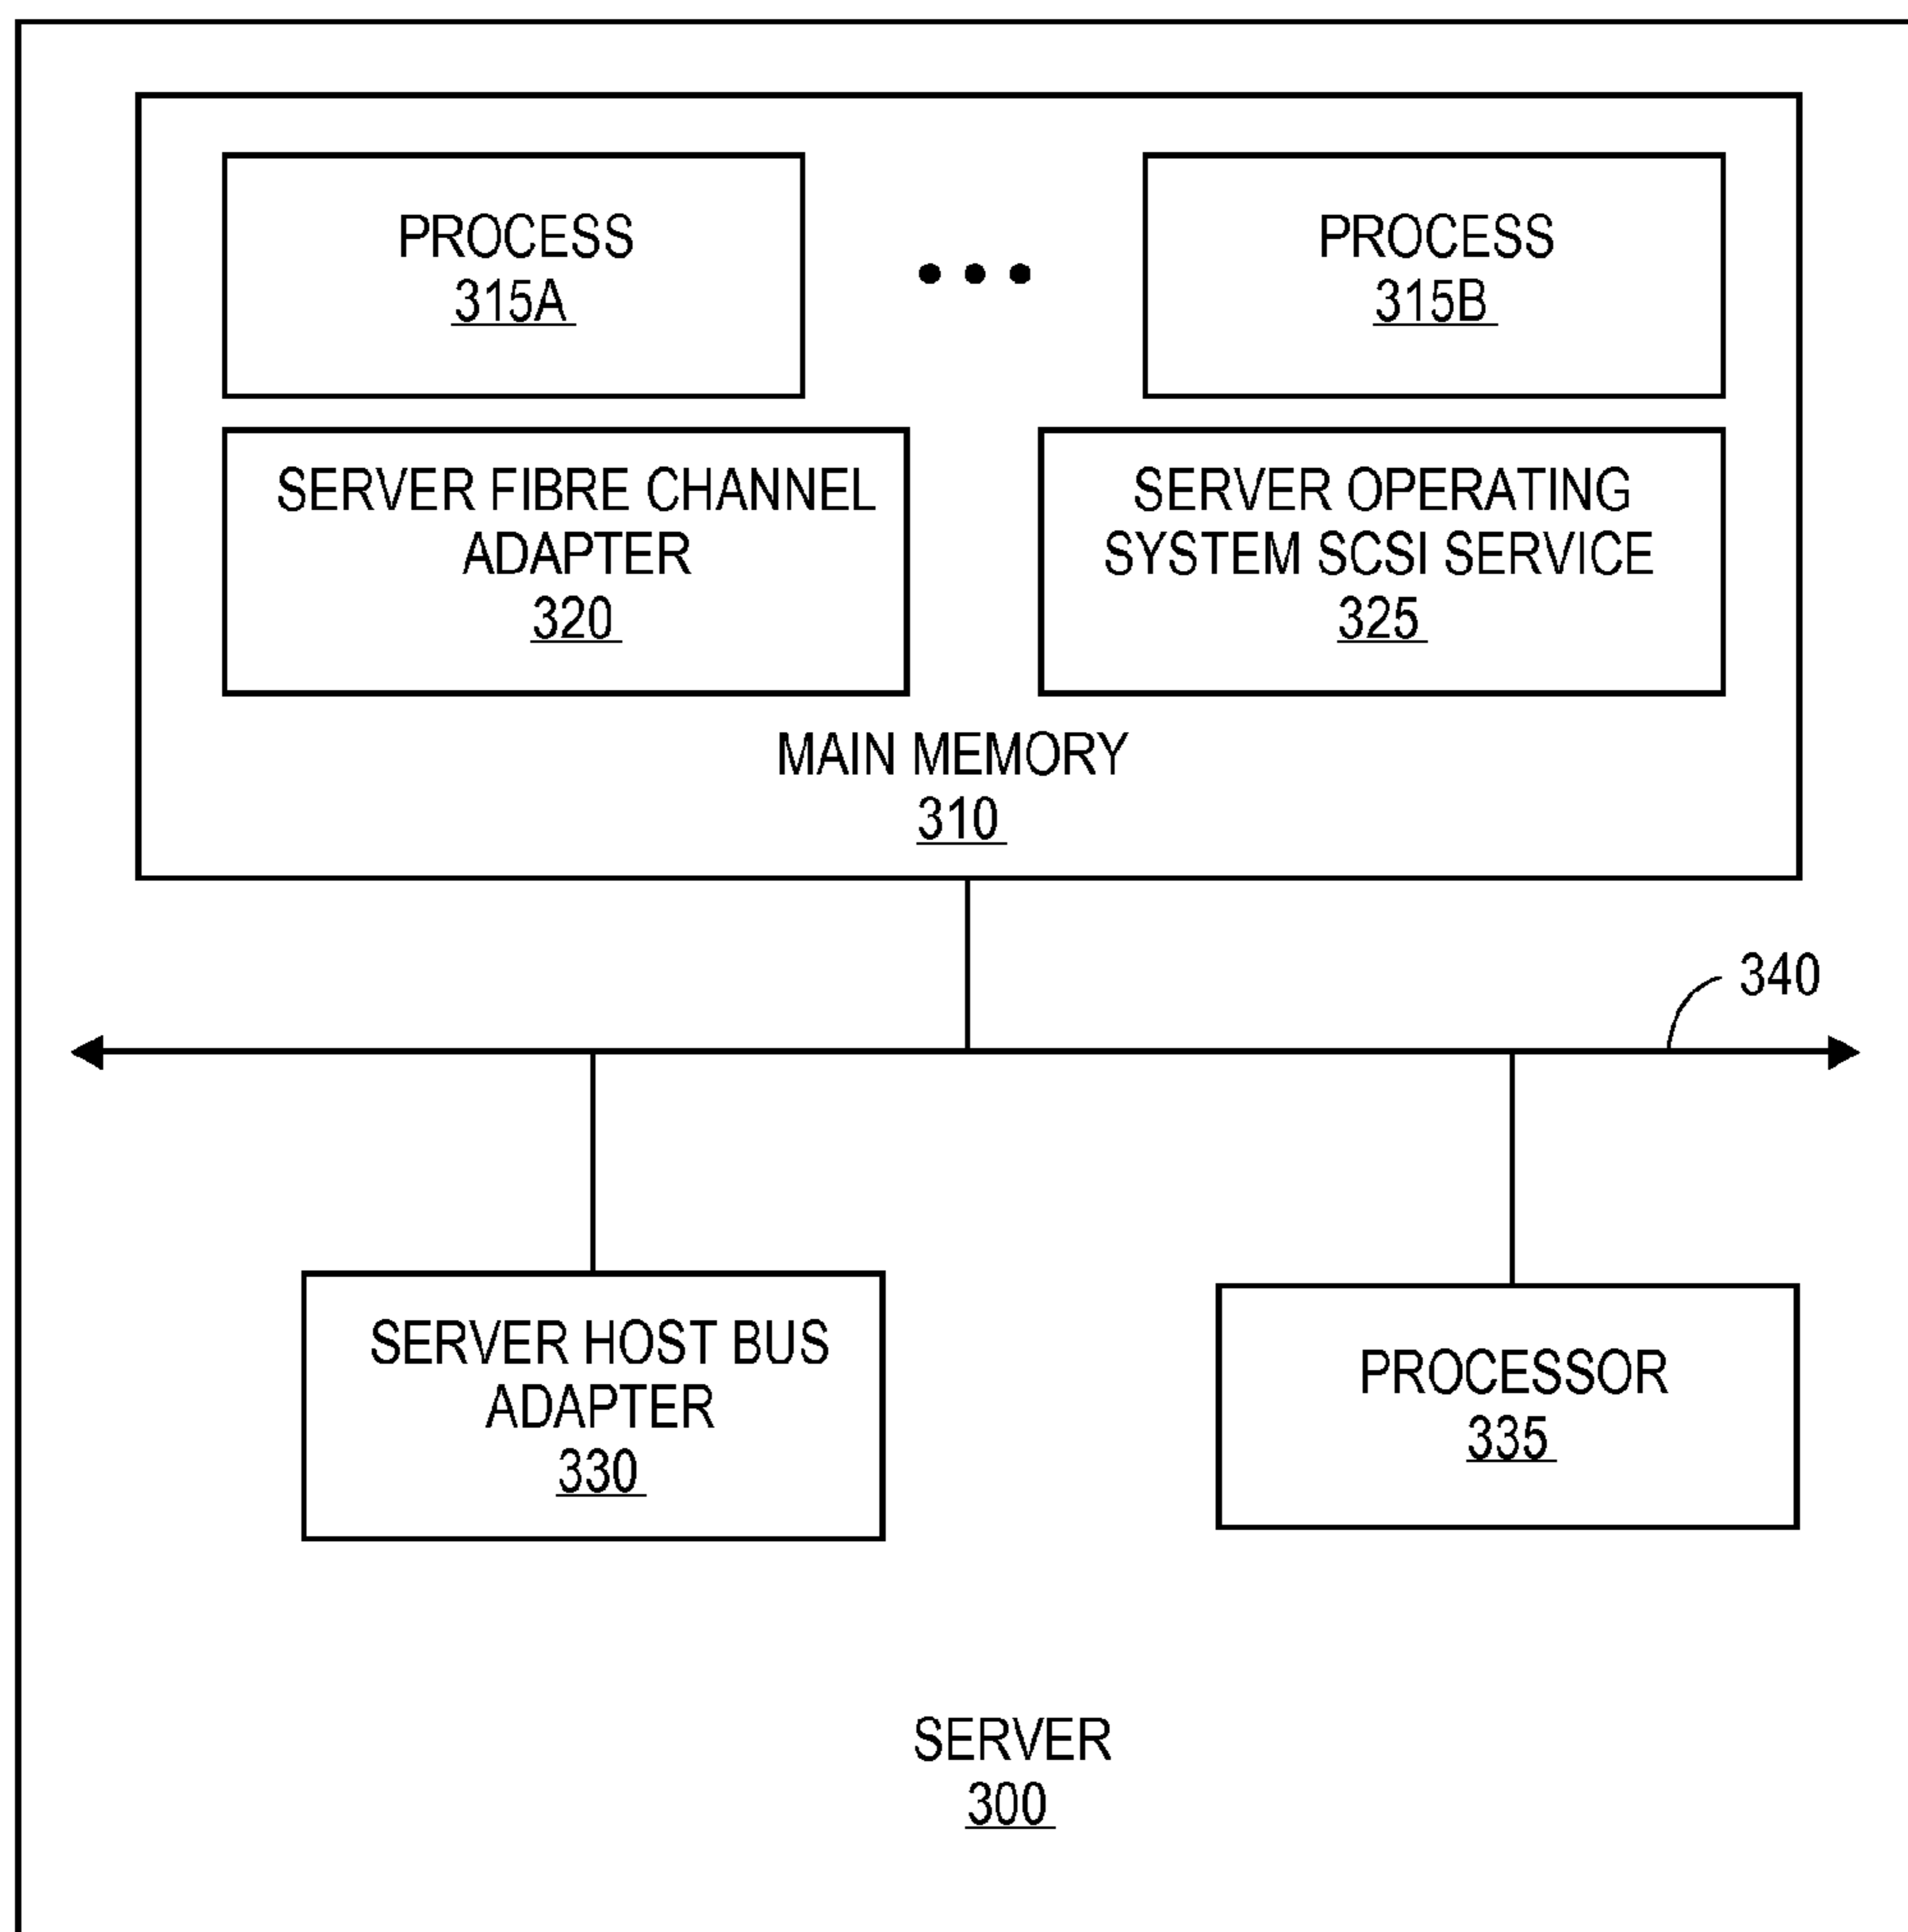 PROCESS
315A
PROCESS
315B
SERVER FIBRE CHANNEL
ADAPTER
320
SERVER OPERATING
SYSTEM SCSI SERVICE
325
MAIN MEMORY
310
340
SERVER HOST BUS
ADAPTER
330
PROCESSOR
335
SERVER
300